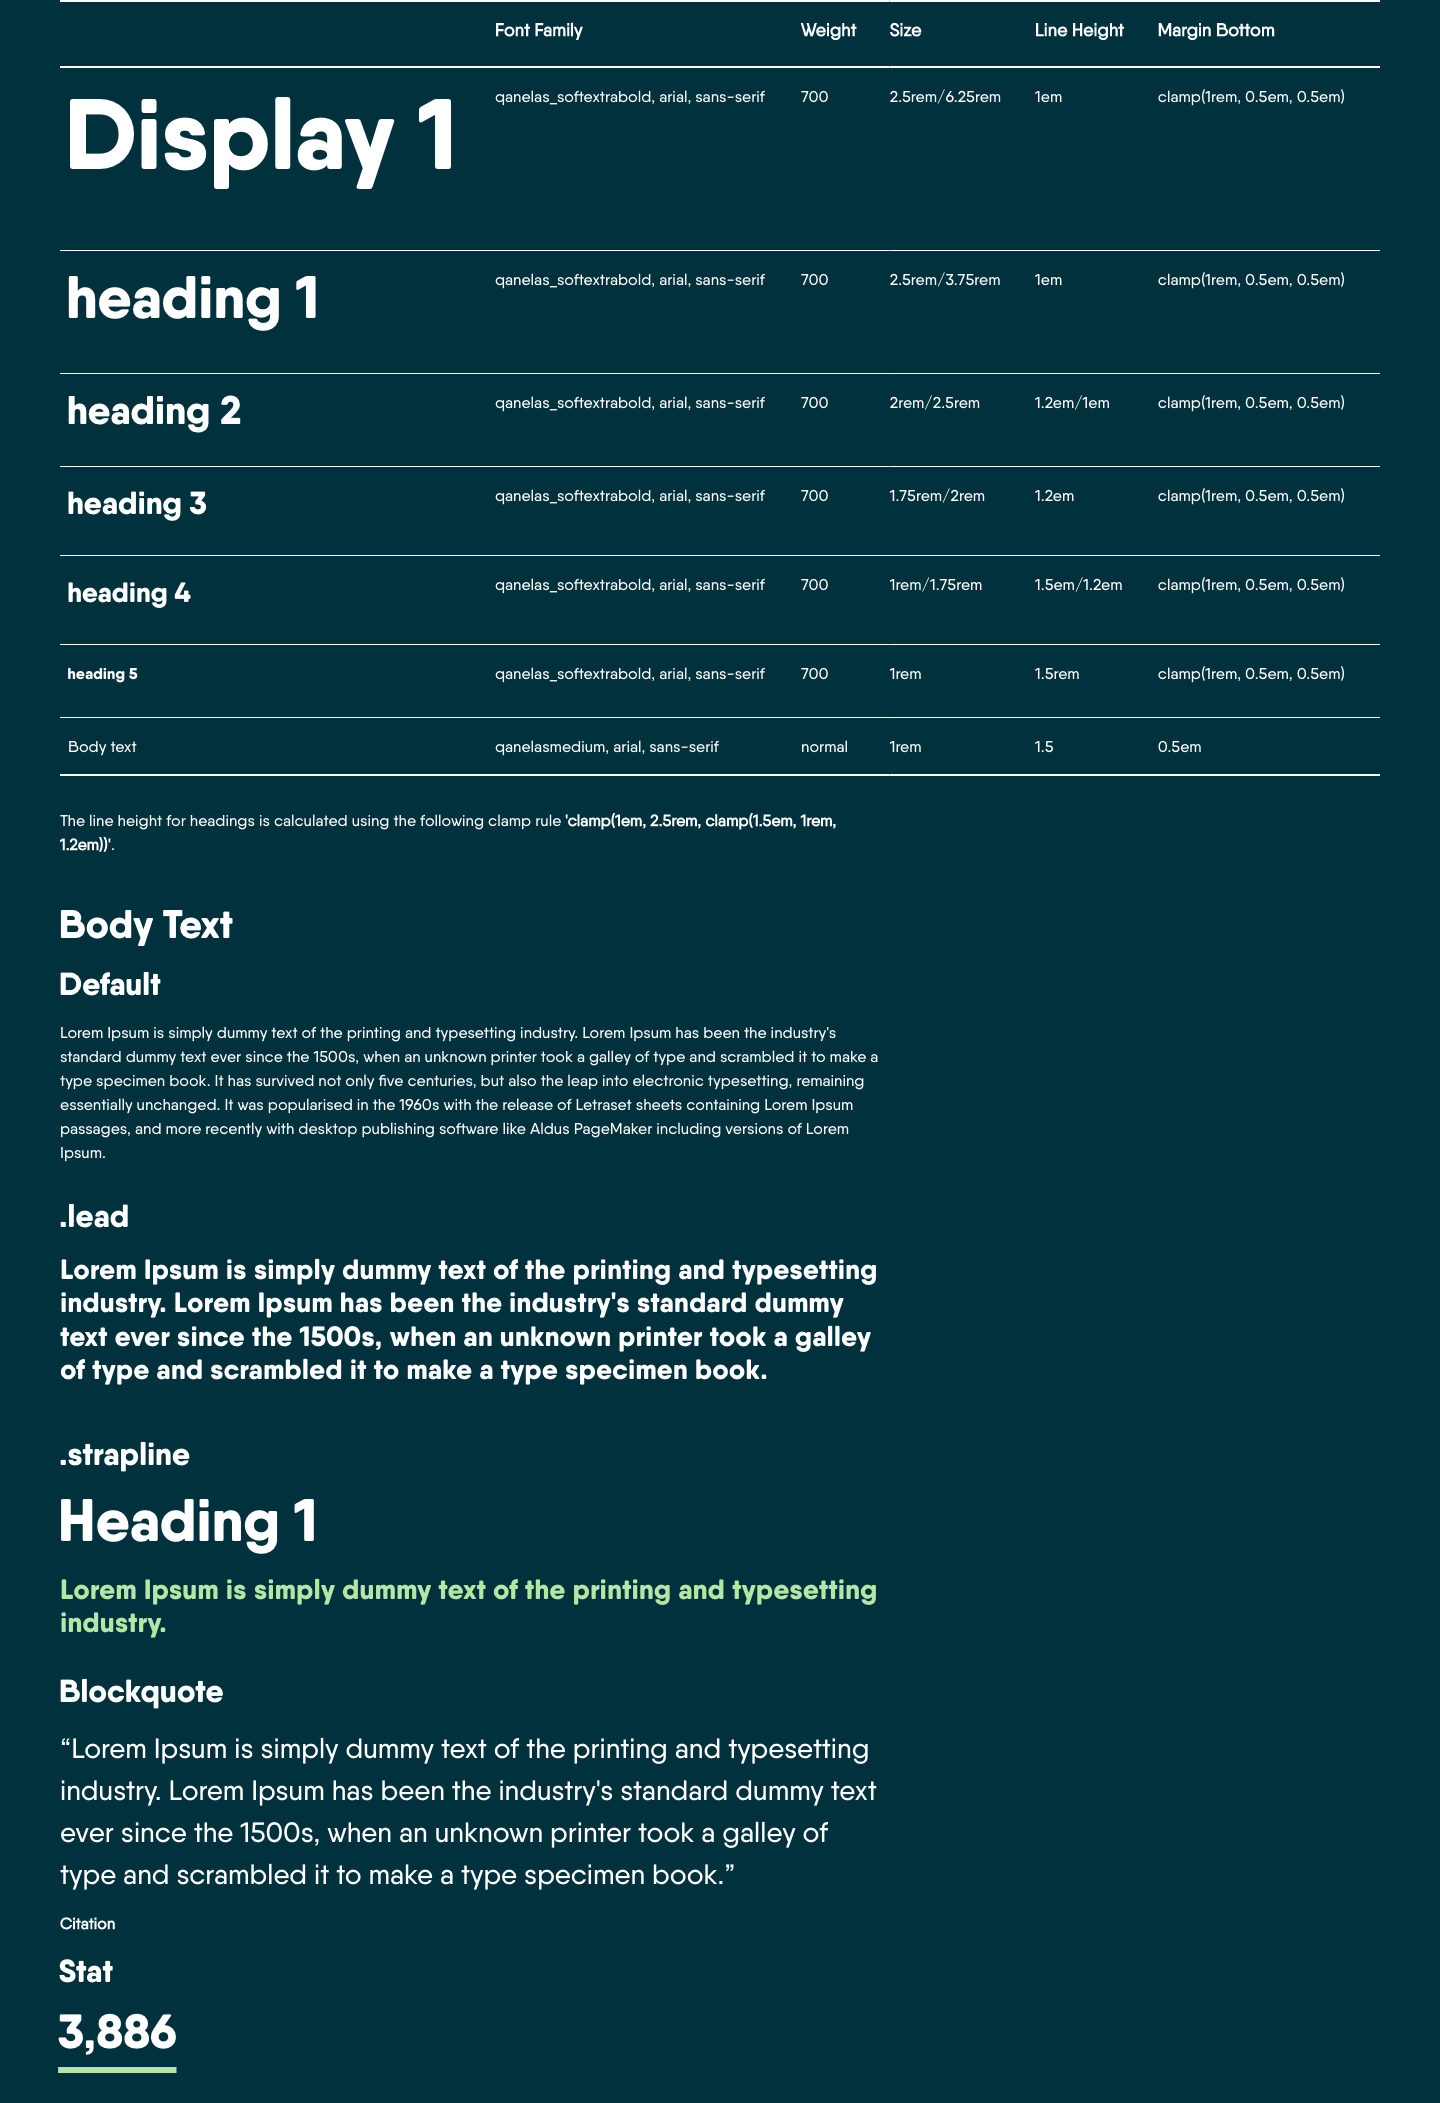 Font Family Weight Size Line Height Margin Bottom
Display 1 qanelas_softextrabold, arial, sans-serif 700 2.5rem/6.25rem 1em clamp(1rem, 0.5em, 0.5em)
heading 1 qanelas_softextrabold, arial, sans-serif 700 2.5rem/3.75rem 1em clamp(1rem, 0.5em, 0.5em)
heading 2 qanelas_softextrabold, arial, sans-serif 700 2rem/2.5rem 1.2em/1em clamp(1rem, 0.5em, 0.5em)
heading 3 qanelas_softextrabold, arial, sans-serif 700 1.75rem/2rem 1.2em clamp(1rem, 0.5em, 0.5em)
heading 4 qanelas_softextrabold, arial, sans-serif 700 1rem/1.75rem 1.5em/1.2em clamp(1rem, 0.5em, 0.5em)
heading 5 qanelas_softextrabold, arial, sans-serif 700 1rem 1.5rem clamp(1rem, 0.5em, 0.5em)
Body text qanelasmedium, arial, sans-serif normal 1rem 1.5 0.5em
The line height for headings is calculated using the following clamp rule 'clamp(1em, 2.5rem, clamp(1.5em, 1rem,
1.2em))'.
Body Text
Default
Lorem Ipsum is simply dummy text of the printing and typesetting industry. Lorem Ipsum has been the industry's
standard dummy text ever since the 1500s, when an unknown printer took a galley of type and scrambled it to make a
type specimen book. It has survived not only five centuries, but also the leap into electronic typesetting, remaining
essentially unchanged. It was popularised in the 1960s with the release of Letraset sheets containing Lorem Ipsum
passages, and more recently with desktop publishing software like Aldus PageMaker including versions of Lorem
Ipsum.
.lead
Lorem Ipsum is simply dummy text of the printing and typesetting
industry. Lorem Ipsum has been the industry's standard dummy
text ever since the 1500s, when an unknown printer took a galley
of type and scrambled it to make a type specimen book.
.strapline
Heading 1
Lorem Ipsum is simply dummy text of the printing and typesetting
industry.
Blockquote
“Lorem Ipsum is simply dummy text of the printing and typesetting
industry. Lorem Ipsum has been the industry's standard dummy text
ever since the 1500s, when an unknown printer took a galley of
type and scrambled it to make a type specimen book.”
Citation
Stat
3,886